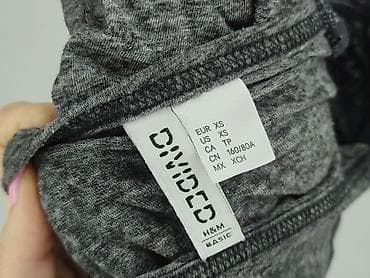 DIVIDED
H&M
BASIC
EUR XS
US XS
CA TP
CN 160/80A
MX XCH